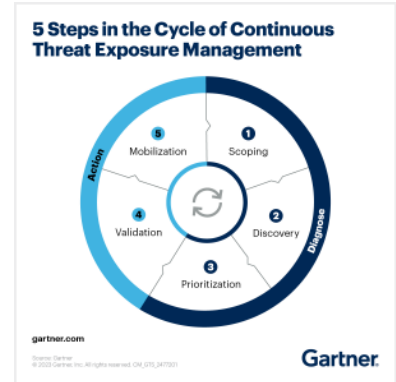 5 Steps in the Cycle of Continuous
Threat Exposure Management
1
Scoping
2
Discovery
3
Prioritization
4
Validation
5
Mobilization
Action
Diagnose
gartner.com
Source: Gartner
Gartner.